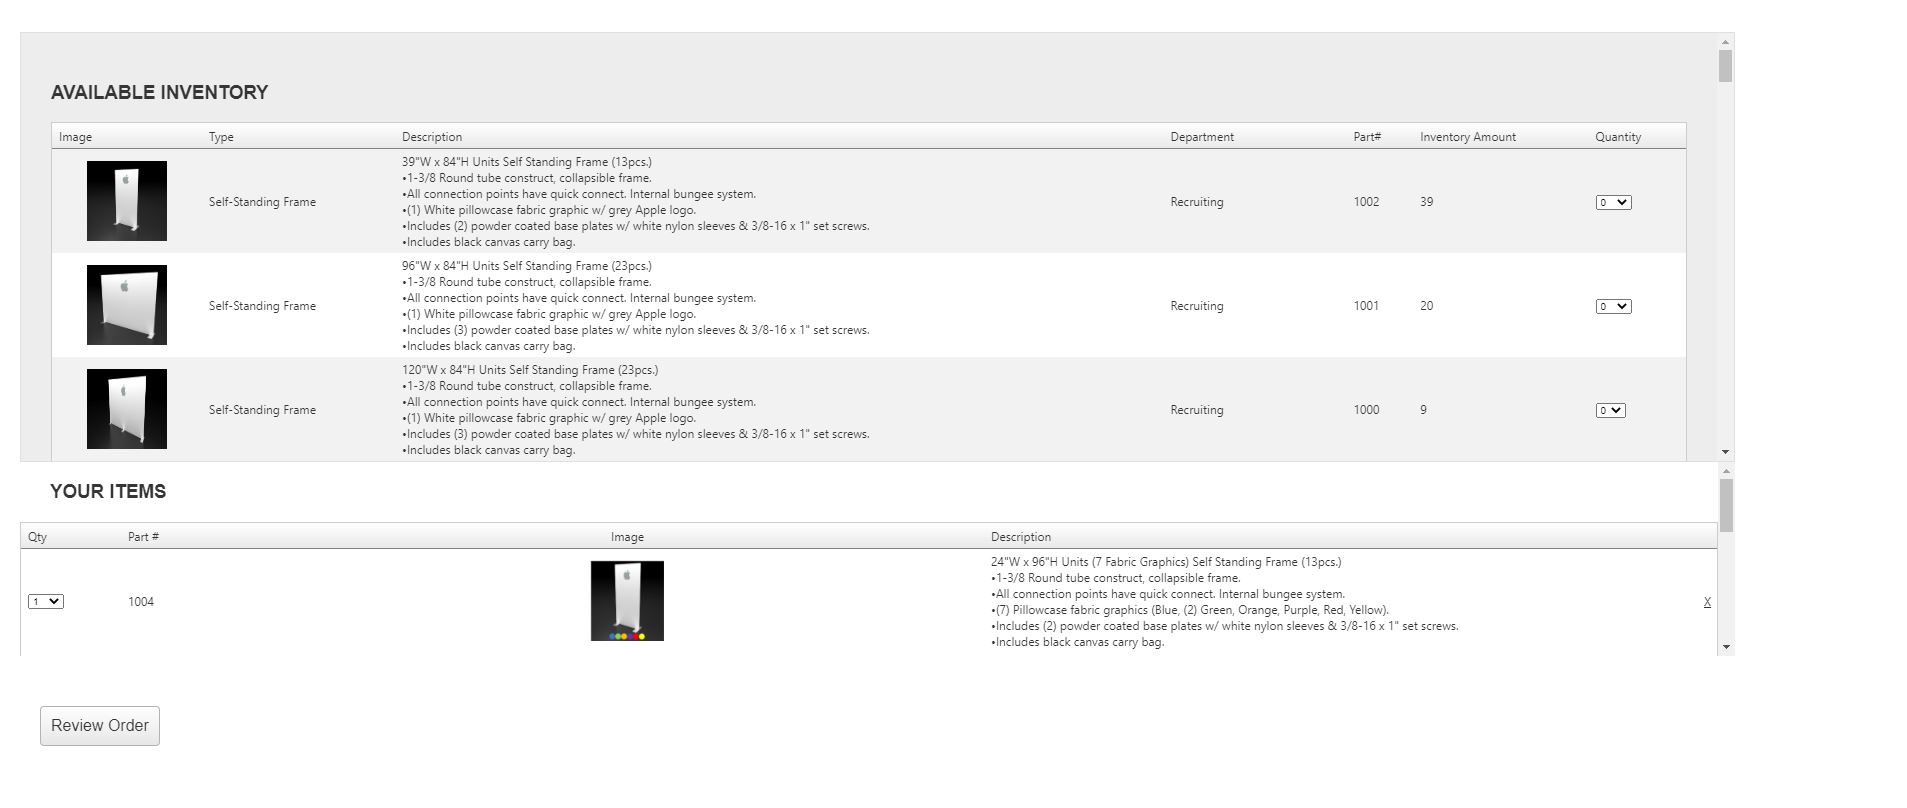 AVAILABLE INVENTORY
Image Type Description Department Part# Inventory Amount Quantity
39"W x 84"H Units Self Standing Frame (13pcs.)
•1-3/8 Round tube construct, collapsible frame.
•All connection points have quick connect. Internal bungee system.
Self-Standing Frame Recruiting 1002 39 0
•(1) White pillowcase fabric graphic w/ grey Apple logo.
•Includes (2) powder coated base plates w/ white nylon sleeves & 3/8-16 x 1" set screws.
•Includes black canvas carry bag.
96"W x 84"H Units Self Standing Frame (23pcs.)
•1-3/8 Round tube construct, collapsible frame.
•All connection points have quick connect. Internal bungee system.
Self-Standing Frame Recruiting 1001 20 0
•(1) White pillowcase fabric graphic w/ grey Apple logo.
•Includes (3) powder coated base plates w/ white nylon sleeves & 3/8-16 x 1" set screws.
•Includes black canvas carry bag.
120"W x 84"H Units Self Standing Frame (23pcs.)
•1-3/8 Round tube construct, collapsible frame.
•All connection points have quick connect. Internal bungee system.
Self-Standing Frame Recruiting 1000 9 0
•(1) White pillowcase fabric graphic w/ grey Apple logo.
•Includes (3) powder coated base plates w/ white nylon sleeves & 3/8-16 x 1" set screws.
•Includes black canvas carry bag.
YOUR ITEMS
Qty Part # Image Description
24"W x 96"H Units (7 Fabric Graphics) Self Standing Frame (13pcs.)
•1-3/8 Round tube construct, collapsible frame.
•All connection points have quick connect. Internal bungee system.
1 1004 X
•(7) Pillowcase fabric graphics (Blue, (2) Green, Orange, Purple, Red, Yellow).
•Includes (2) powder coated base plates w/ white nylon sleeves & 3/8-16 x 1" set screws.
•Includes black canvas carry bag.
Review Order